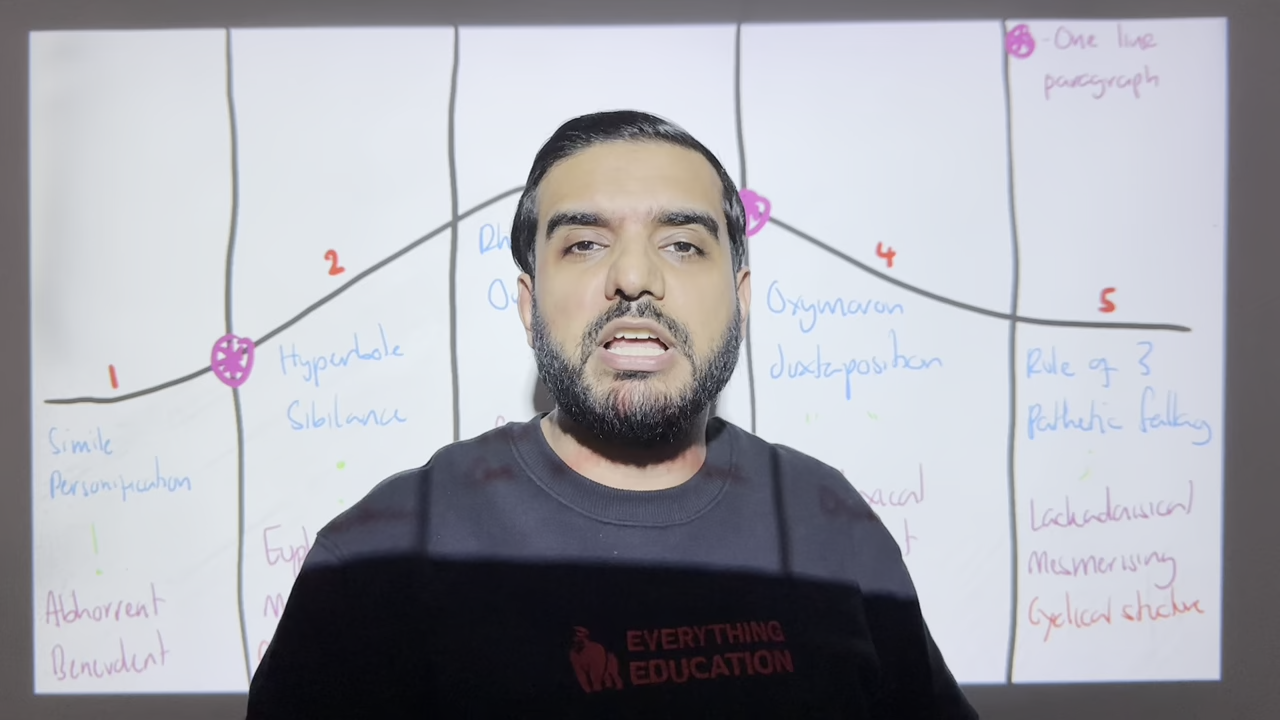 - One line
paragraph
1
2
4
5
Simile
Personification
!
Abhorrent
Benevolent
Hyperbole
Sibilance
Oxymoron
Juxtaposition
Rule of 3
Pathetic fallacy
Lackadaisical
Mesmerising
Cyclical structure
EVERYTHING
EDUCATION